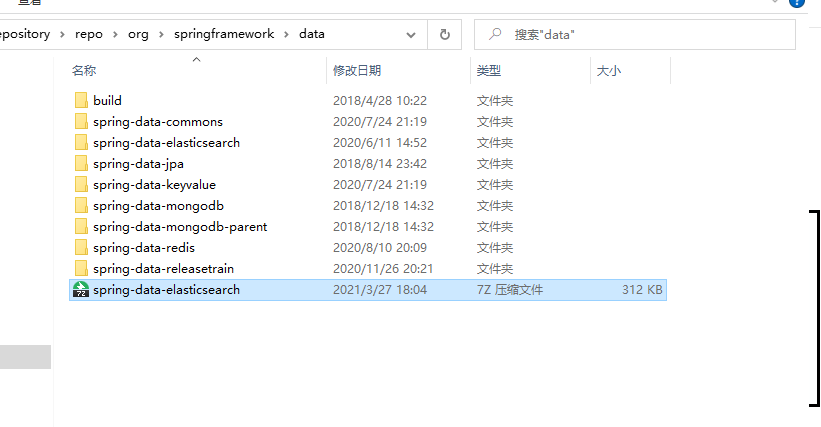 查看
epository › repo › org › springframework › data
搜索"data"
名称 修改日期 类型 大小
build 2018/4/28 10:22 文件夹
spring-data-commons 2020/7/24 21:19 文件夹
spring-data-elasticsearch 2020/6/11 14:52 文件夹
spring-data-jpa 2018/8/14 23:42 文件夹
spring-data-keyvalue 2020/7/24 21:19 文件夹
spring-data-mongodb 2018/12/18 14:32 文件夹
spring-data-mongodb-parent 2018/12/18 14:32 文件夹
spring-data-redis 2020/8/10 20:09 文件夹
spring-data-releasetrain 2020/11/26 20:21 文件夹
spring-data-elasticsearch 2021/3/27 18:04 7Z 压缩文件 312 KB